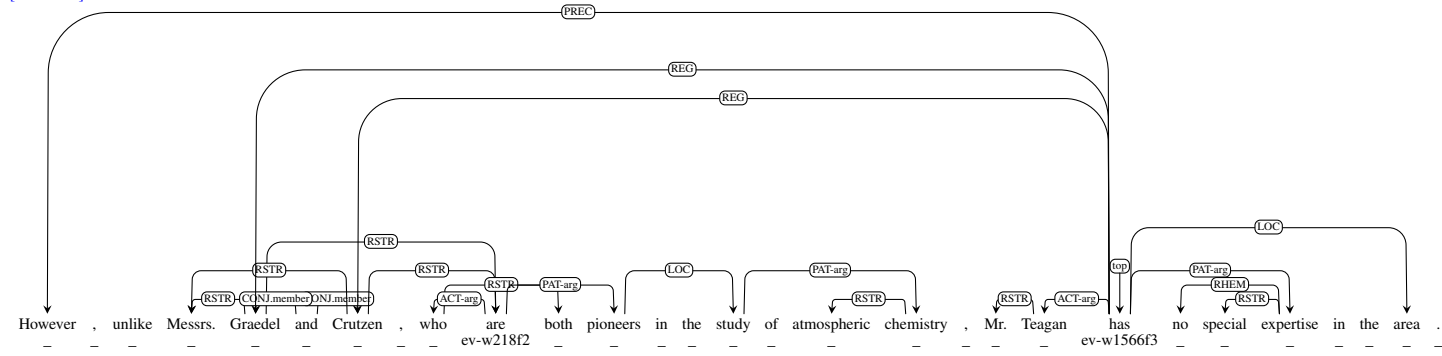 PREC
REG
REG
LOC
RSTR
top
RSTR RSTR LOC PAT-arg PAT-arg
RSTR PAT-arg RHEM
RSTR CONJ.member ONJ.member ACT-arg RSTR RSTR ACT-arg RSTR
However , unlike Messrs. Graedel and Crutzen , who are both pioneers in the study of atmospheric chemistry , Mr. Teagan has no special expertise in the area .
_ _ _ _ _ _ _ _ _ ev-w218f2 _ _ _ _ _ _ _ _ _ _ _ ev-w1566f3 _ _ _ _ _ _ _